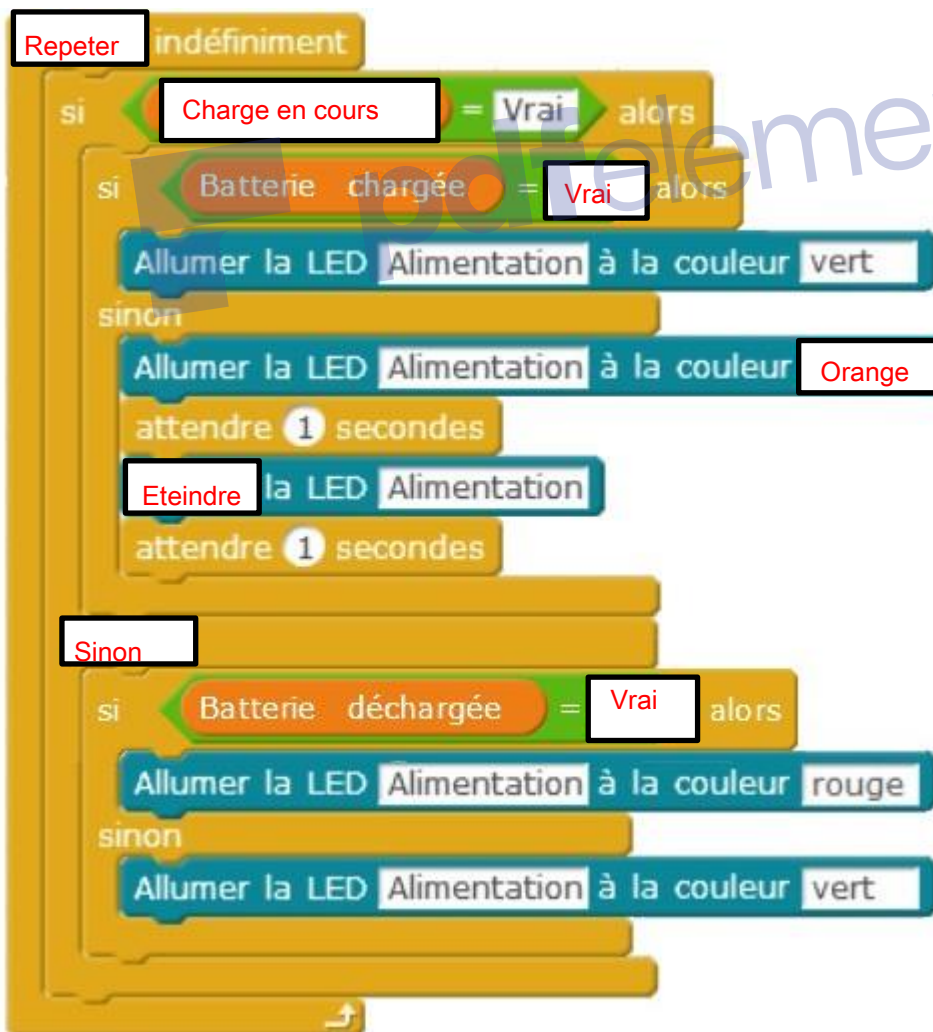 Repeter indéfiniment
si Charge en cours = Vrai alors
si Batterie chargée = Vrai alors
Allumer la LED Alimentation à la couleur vert
sinon
Allumer la LED Alimentation à la couleur Orange
attendre 1 secondes
Eteindre la LED Alimentation
attendre 1 secondes
Sinon
si Batterie déchargée = Vrai alors
Allumer la LED Alimentation à la couleur rouge
sinon
Allumer la LED Alimentation à la couleur vert
pdfeleme